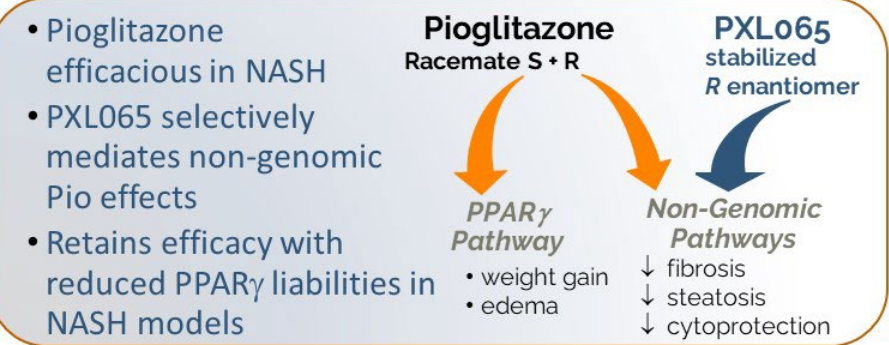 • Pioglitazone
efficacious in NASH
• PXL065 selectively
mediates non-genomic
Pio effects
• Retains efficacy with
reduced PPARγ liabilities in
NASH models
Pioglitazone
Racemate S + R
PXL065
stabilized
R enantiomer
PPARγ
Pathway
• weight gain
• edema
Non-Genomic
Pathways
↓ fibrosis
↓ steatosis
↓ cytoprotection